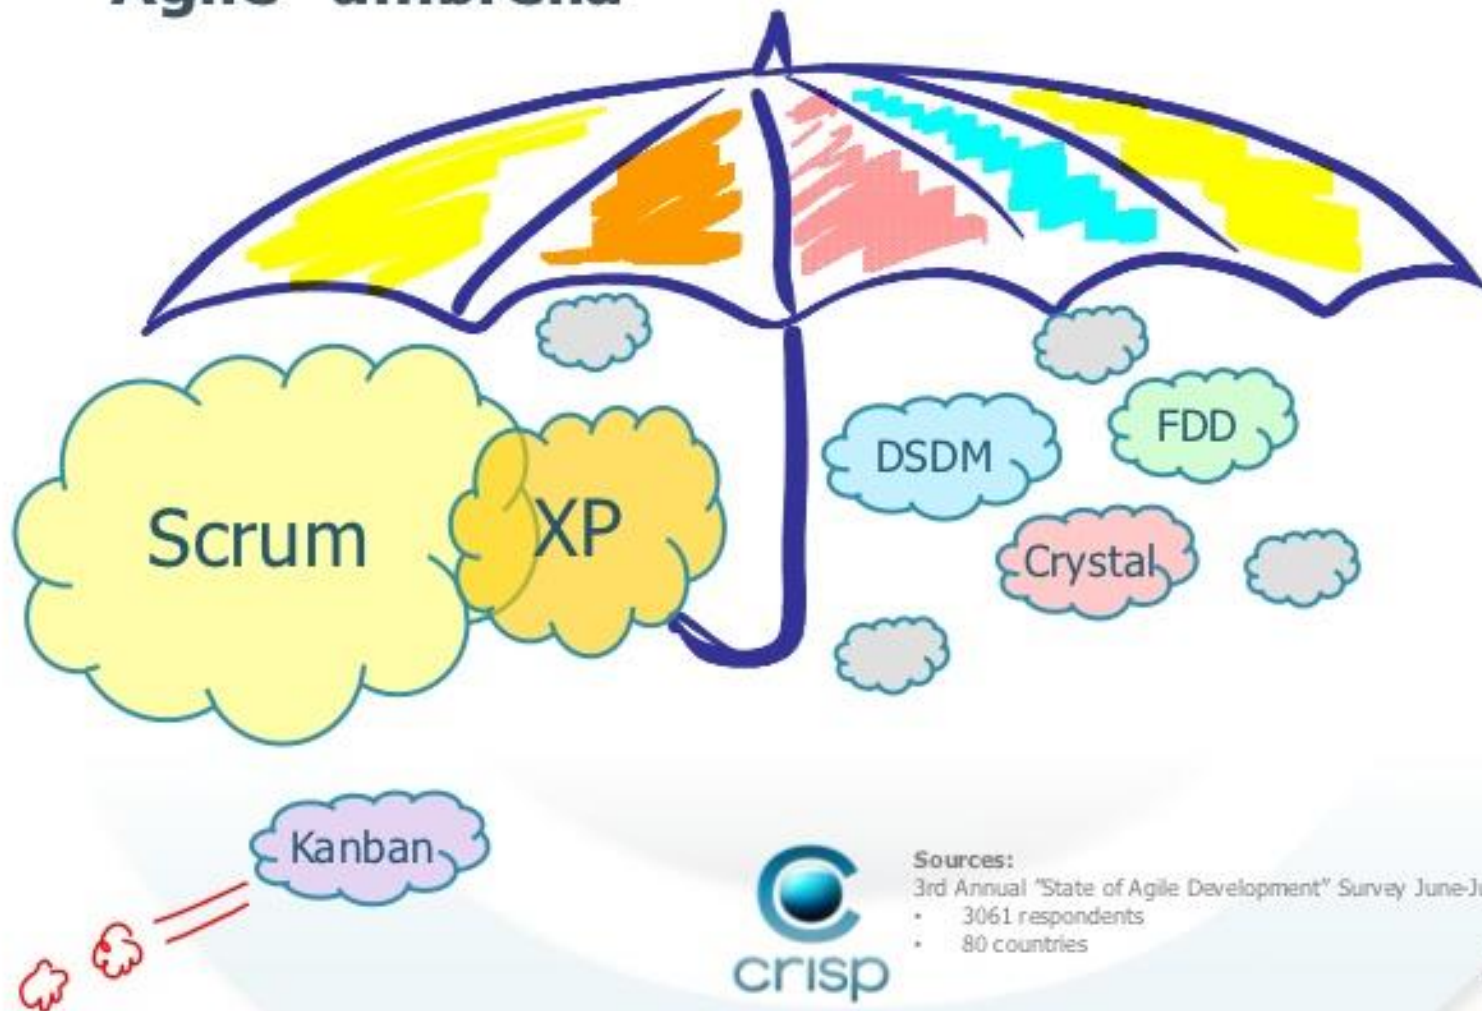 Scrum
XP
DSDM
FDD
Crystal
Kanban
crisp
Sources:
3rd Annual "State of Agile Development" Survey June-
• 3061 respondents
• 80 countries